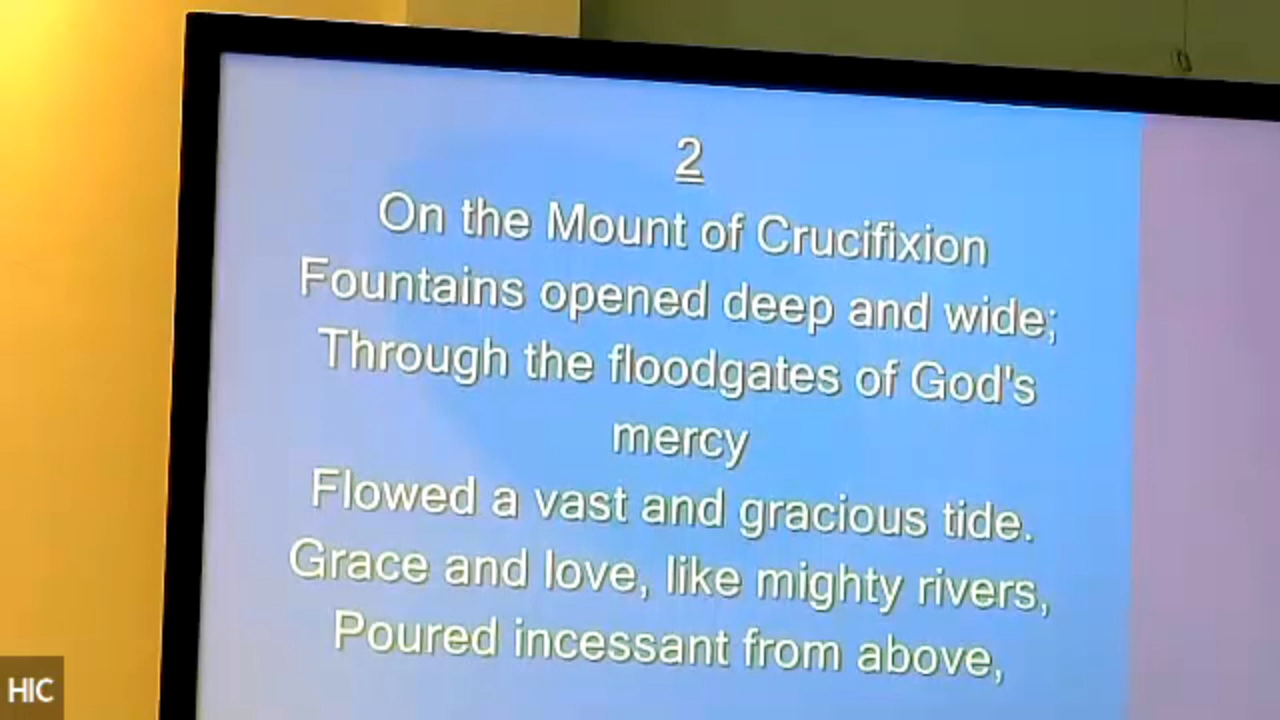 2
On the Mount of Crucifixion
Fountains opened deep and wide;
Through the floodgates of God's
mercy
Flowed a vast and gracious tide.
Grace and love, like mighty rivers,
Poured incessant from above,
HIC